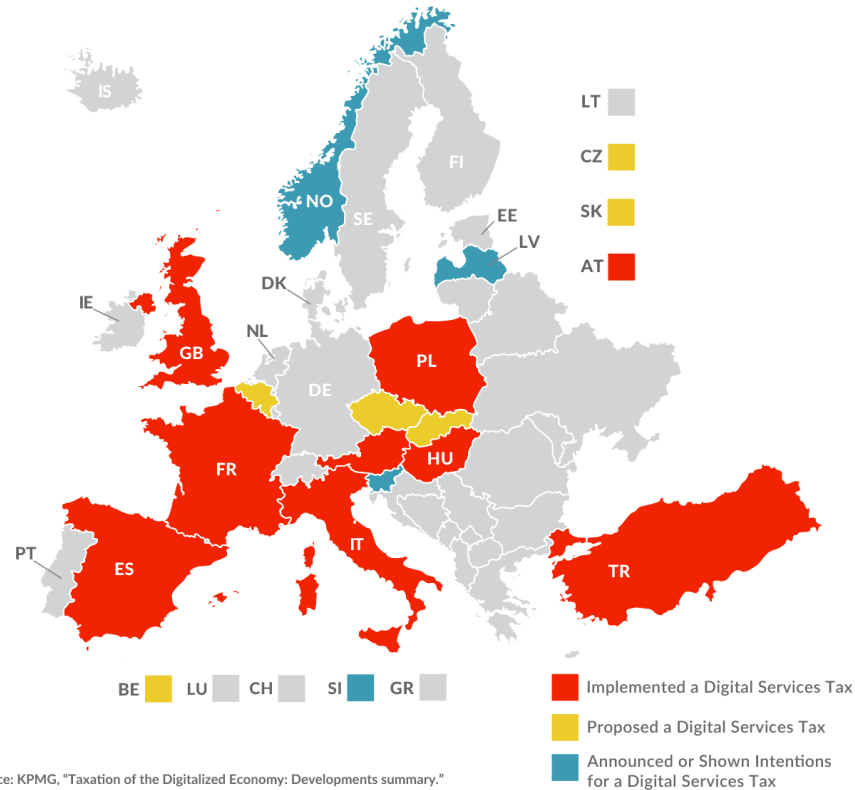 IS
LT
CZ
FI
NO
SK
SE
EE
LV
AT
DK
IE
NL
GB
PL
DE
HU
FR
IT
PT
ES
TR
BE
LU
CH
SI
GR
Implemented a Digital Services Tax
Proposed a Digital Services Tax
Announced or Shown Intentions
for a Digital Services Tax
ce: KPMG, “Taxation of the Digitalized Economy: Developments summary.”